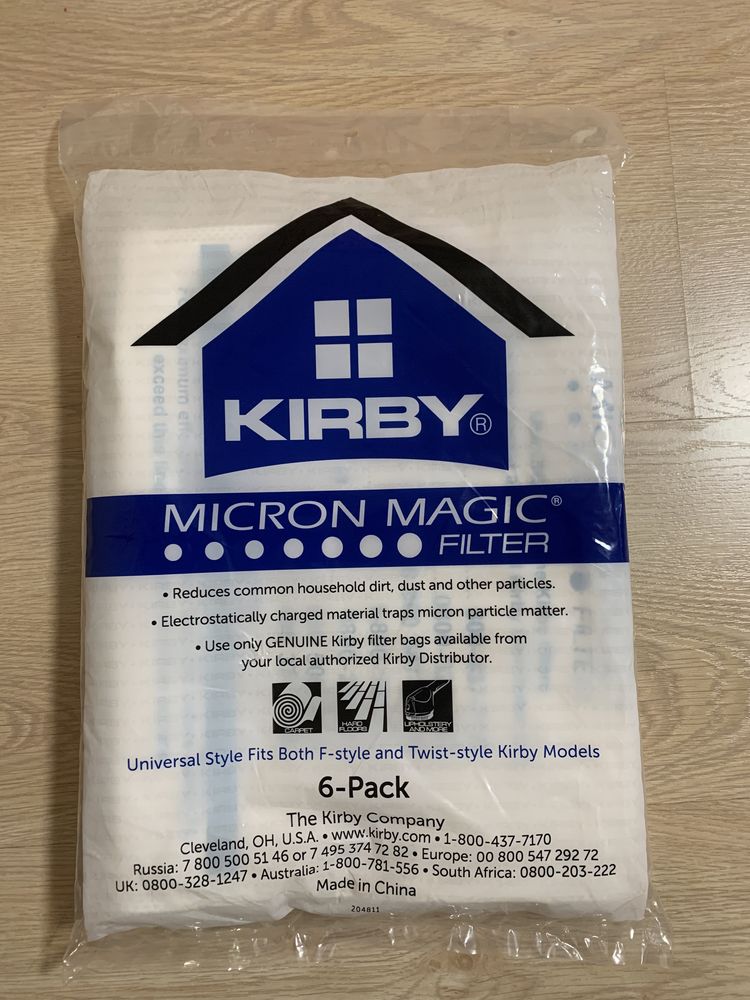 KIRBY®
MICRON MAGIC®
FILTER
• Reduces common household dirt, dust and other particles.
• Electrostatically charged material traps micron particle matter.
• Use only GENUINE Kirby filter bags available from
your local authorized Kirby Distributor.
CARPET
HARD
FLOORS
UPHOLSTERY
AND MORE
Universal Style Fits Both F-style and Twist-style Kirby Models
6-Pack
The Kirby Company
Cleveland, OH, U.S.A. • www.kirby.com • 1-800-437-7170
Russia: 7 800 500 51 46 or 7 495 374 72 82 • Europe: 00 800 547 292 72
UK: 0800-328-1247 • Australia: 1-800-781-556 • South Africa: 0800-203-222
Made in China
204811